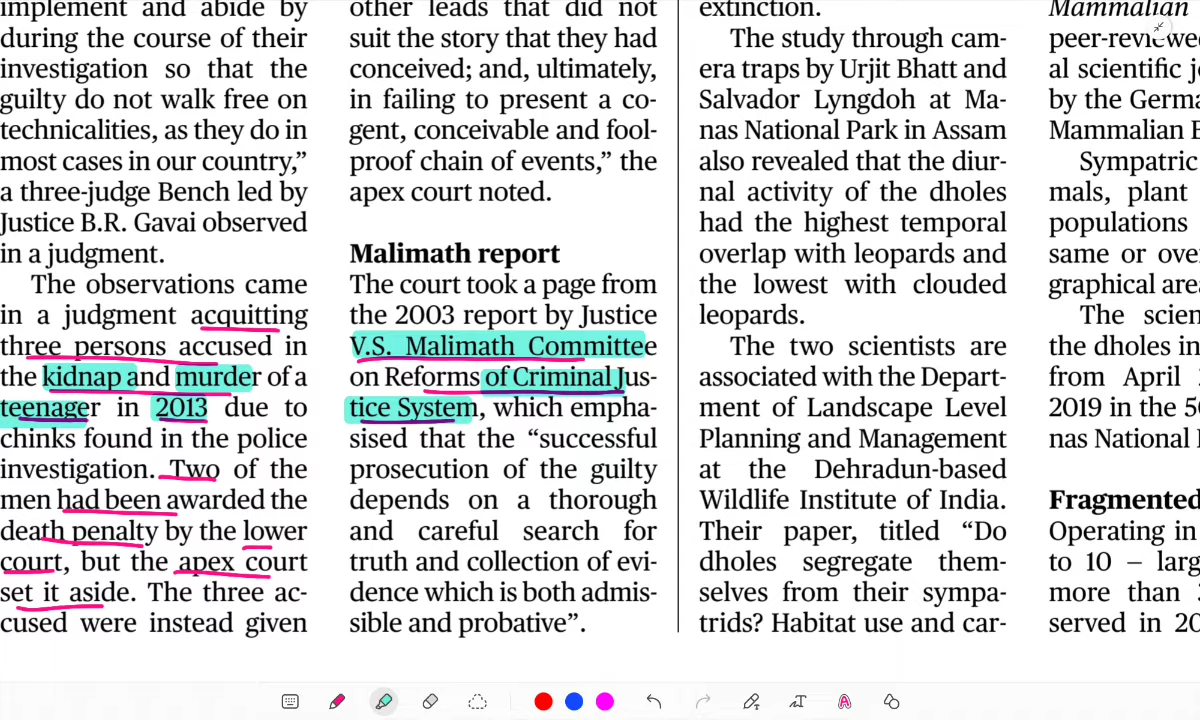 implement and abide by
during the course of their
investigation so that the
guilty do not walk free on
technicalities, as they do in
most cases in our country,”
a three-judge Bench led by
Justice B.R. Gavai observed
in a judgment.
The observations came
in a judgment acquitting
three persons accused in
the kidnap and murder of a
teenager in 2013 due to
chinks found in the police
investigation. Two of the
men had been awarded the
death penalty by the lower
court, but the apex court
set it aside. The three ac-
cused were instead given
other leads that did not
suit the story that they had
conceived; and, ultimately,
in failing to present a co-
gent, conceivable and fool-
proof chain of events,” the
apex court noted.
Malimath report
The court took a page from
the 2003 report by Justice
V.S. Malimath Committee
on Reforms of Criminal Jus-
tice System, which empha-
sised that the “successful
prosecution of the guilty
depends on a thorough
and careful search for
truth and collection of evi-
dence which is both admis-
sible and probative”.
extinction.
The study through cam-
era traps by Urjit Bhatt and
Salvador Lyngdoh at Ma-
nas National Park in Assam
also revealed that the diur-
nal activity of the dholes
had the highest temporal
overlap with leopards and
the lowest with clouded
leopards.
The two scientists are
associated with the Depart-
ment of Landscape Level
Planning and Management
at the Dehradun-based
Wildlife Institute of India.
Their paper, titled “Do
dholes segregate them-
selves from their sympa-
trids? Habitat use and car-
Mammalian
peer-reviewe
al scientific j
by the Germa
Mammalian B
Sympatric
mals, plant
populations
same or ove
graphical are
The scien
the dholes in
from April
2019 in the 5
nas National
Fragmented
Operating in
to 10 – larg
more than
served in 20